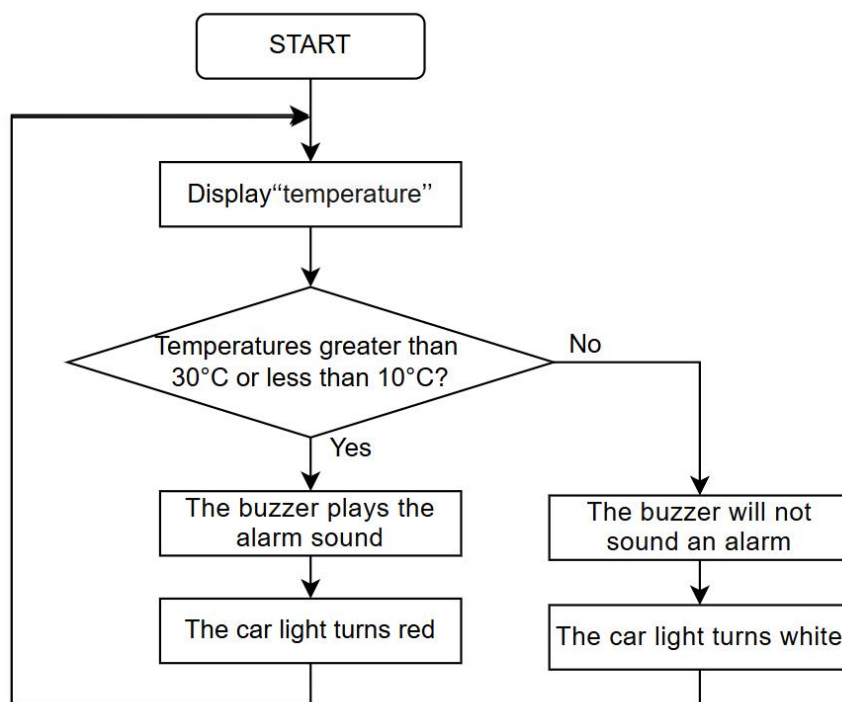 START
Display“temperature”
Temperatures greater than
30°C or less than 10°C?
No
Yes
The buzzer plays the
alarm sound
The buzzer will not
sound an alarm
The car light turns red
The car light turns white